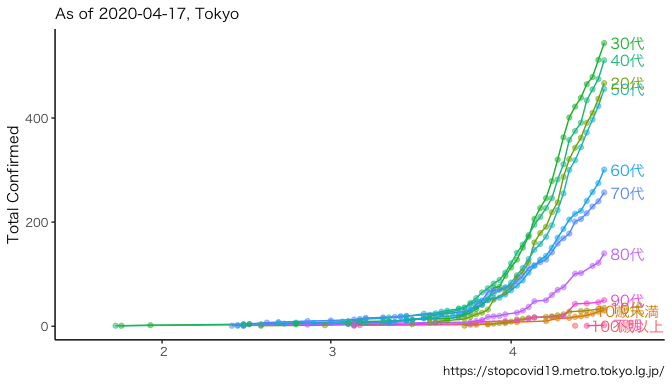 As of 2020-04-17, Tokyo
Total Confirmed
400
200
0
2
3
4
30代
40代
20代
50代
60代
70代
80代
90代
https://stopcovid19.metro.tokyo.lg.jp/